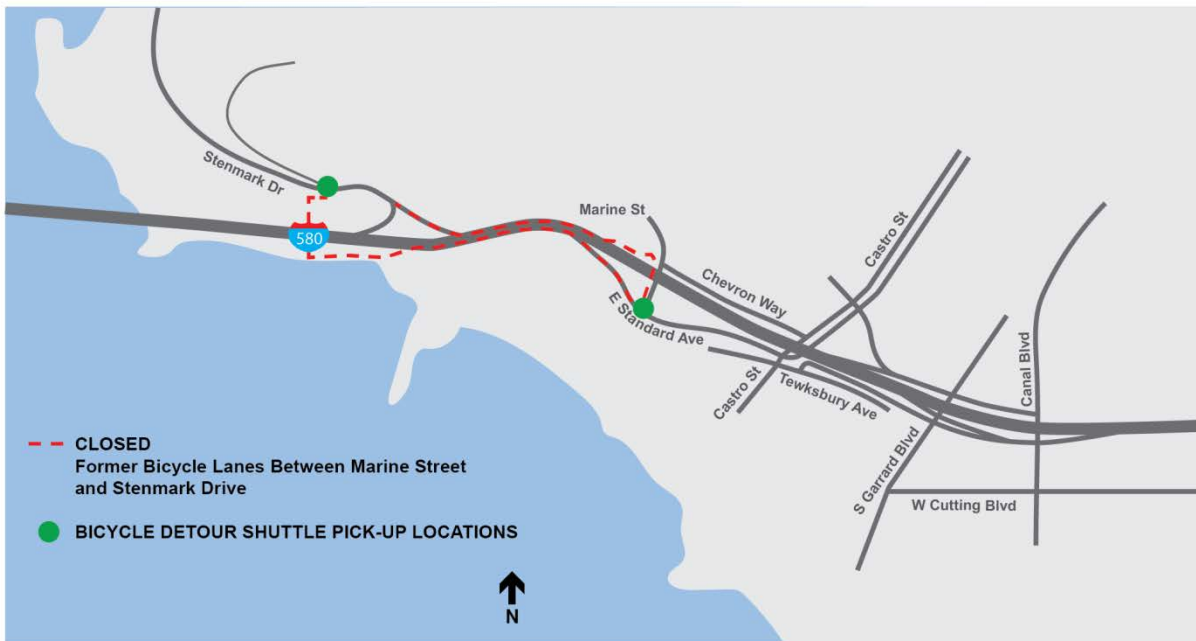 Stenmark Dr
580
Marine St
Castro St
Chevron Way
E Standard Ave
Castro St
Tewksbury Ave
Canal Blvd
S Garrard Blvd
W Cutting Blvd
CLOSED
Former Bicycle Lanes Between Marine Street
and Stenmark Drive
BICYCLE DETOUR SHUTTLE PICK-UP LOCATIONS
N